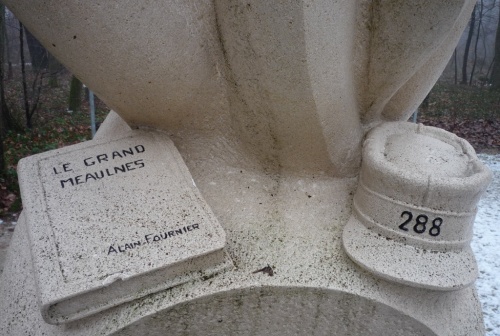 LE GRAND
MEAULNES
ALAIN FOURNIER
288